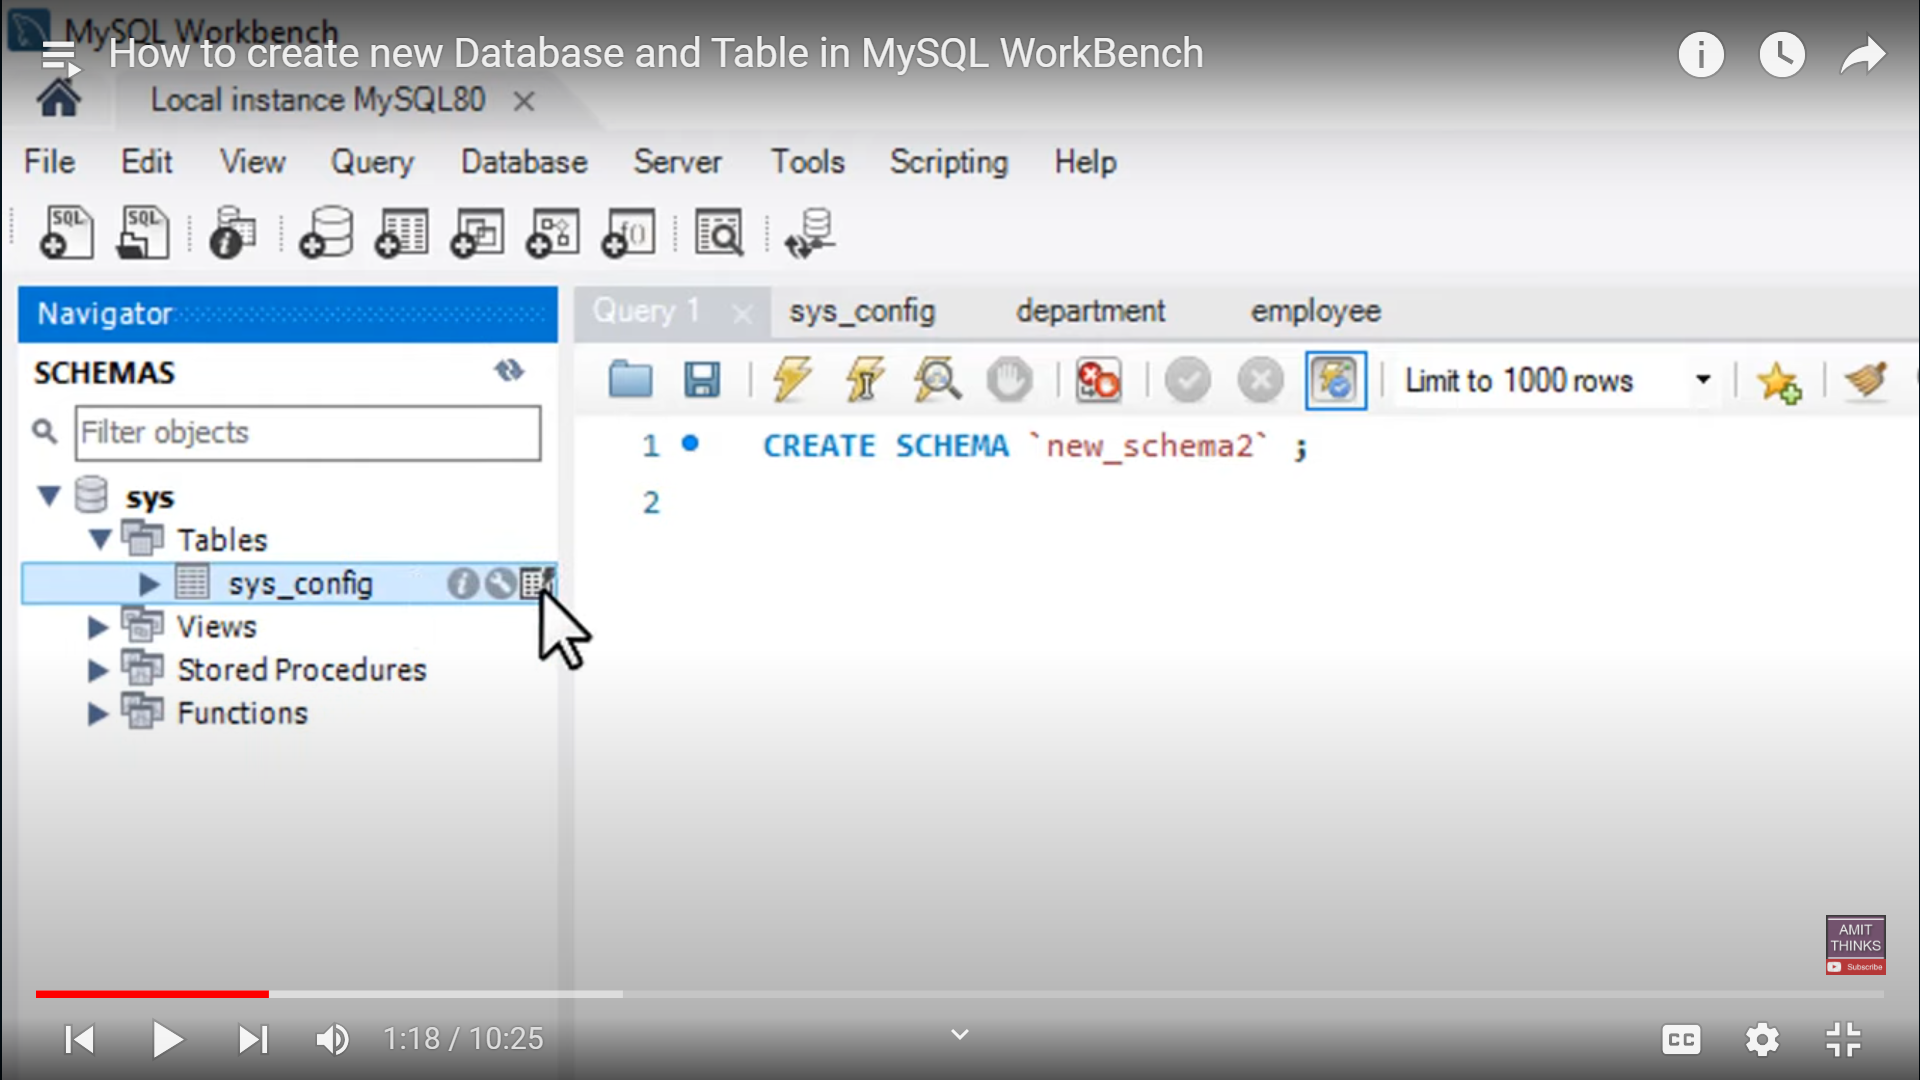 MySQL Workbench
How to create new Database and Table in MySQL WorkBench
Local instance MySQL80
File Edit View Query Database Server Tools Scripting Help
SQL SQL f()
Navigator
Query 1 sys_config department employee
SCHEMAS
Limit to 1000 rows
Filter objects
1 CREATE SCHEMA `new_schema2` ;
2
sys
Tables
sys_config
Views
Stored Procedures
Functions
AMIT
THINKS
Subscribe
1:18 / 10:25
CC